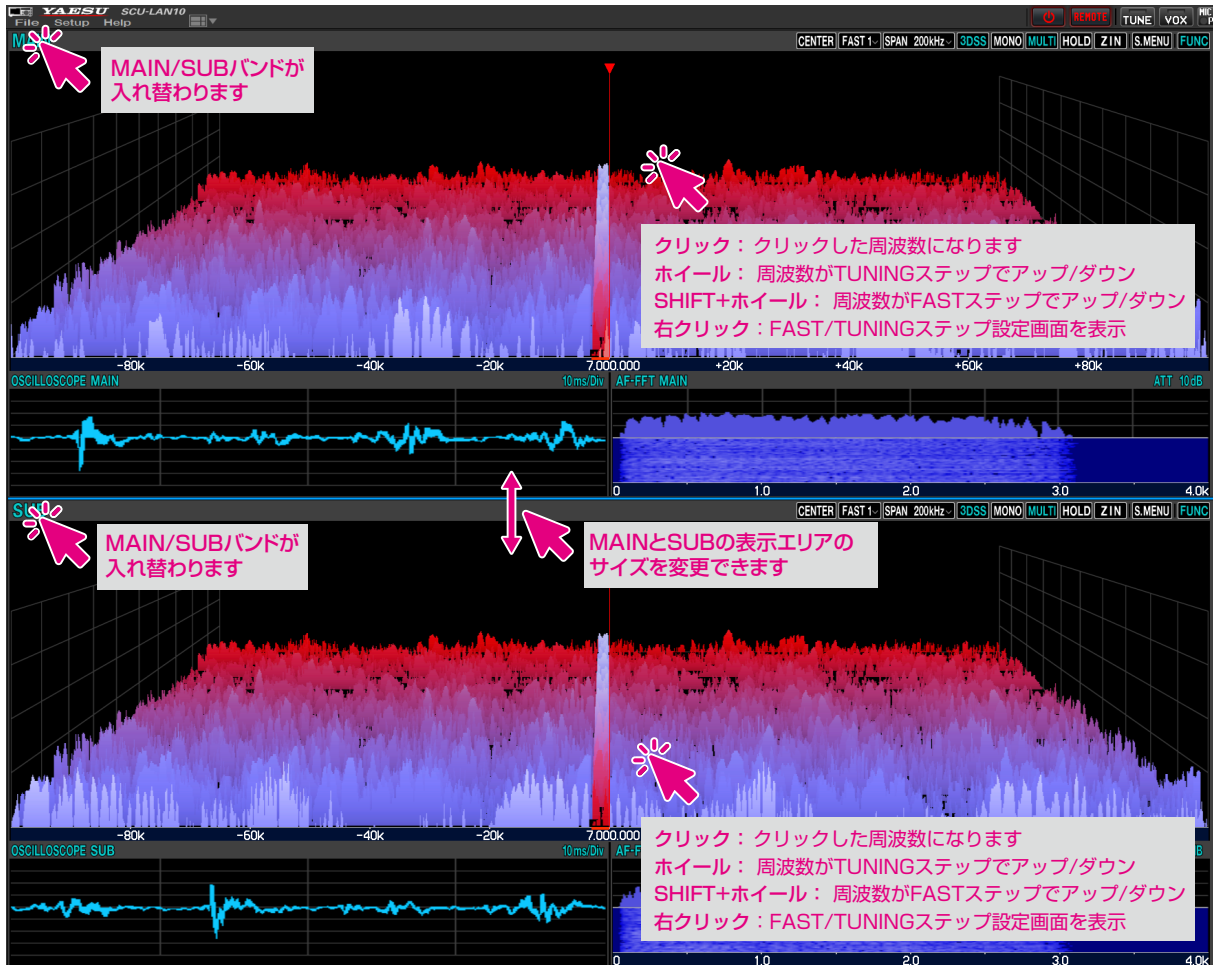 YAESU SCU-LAN10
File Setup Help
REMOTE TUNE VOX MIC
MAIN
CENTER FAST 1 SPAN 200kHz 3DSS MONO MULTI HOLD Z IN S.MENU FUNC
MAIN/SUBバンドが
入れ替わります
クリック： クリックした周波数になります
ホイール： 周波数がTUNINGステップでアップ/ダウン
SHIFT+ホイール： 周波数がFASTステップでアップ/ダウン
右クリック：FAST/TUNINGステップ設定画面を表示
-80k -60k -40k -20k 7.000.000 +20k +40k +60k +80k
OSCILLOSCOPE MAIN 10ms/Div AF-FFT MAIN ATT 10dB
0 1.0 2.0 3.0 4.0k
SUB
CENTER FAST 1 SPAN 200kHz 3DSS MONO MULTI HOLD Z IN S.MENU FUNC
MAIN/SUBバンドが
入れ替わります
MAINとSUBの表示エリアの
サイズを変更できます
クリック： クリックした周波数になります
ホイール： 周波数がTUNINGステップでアップ/ダウン
SHIFT+ホイール： 周波数がFASTステップでアップ/ダウン
右クリック：FAST/TUNINGステップ設定画面を表示
-80k -60k -40k -20k 7.000.000
OSCILLOSCOPE SUB 10ms/Div AF-F
0 1.0 2.0 3.0 4.0k